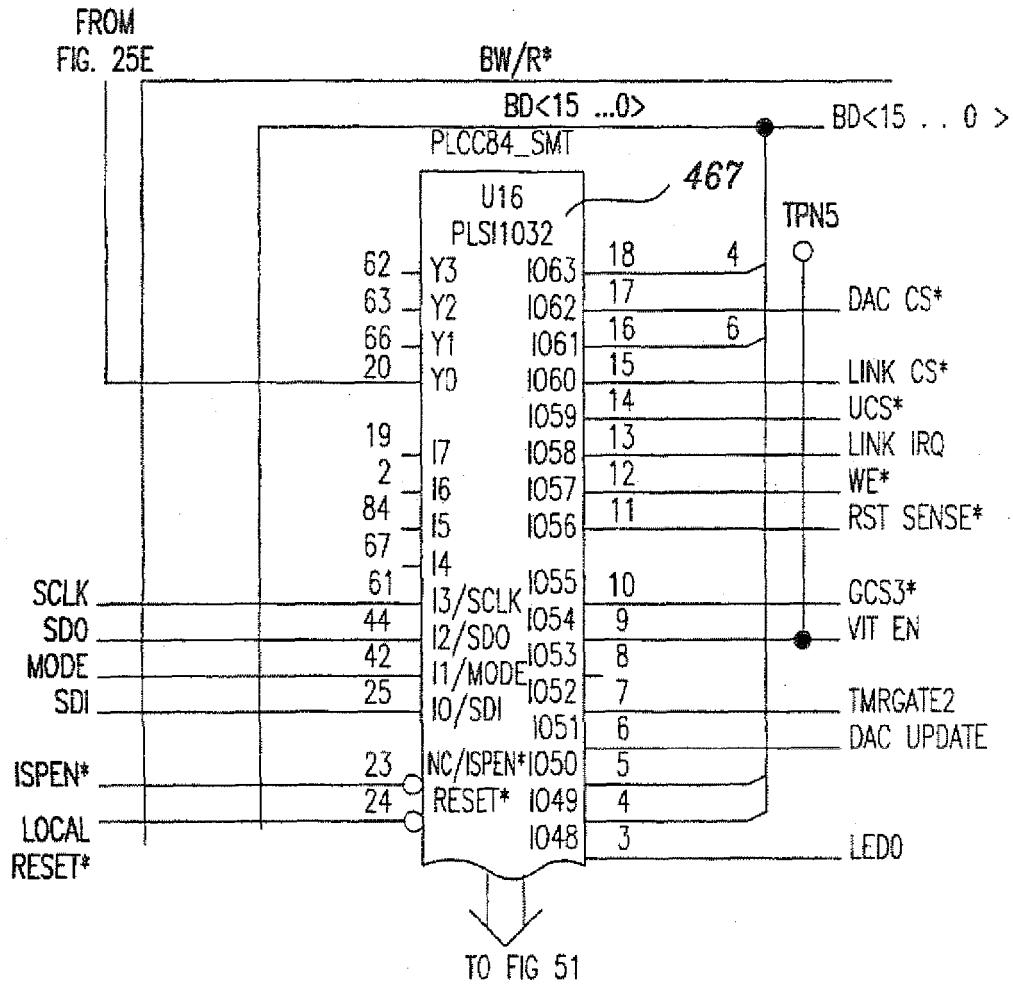 FROM
FIG. 25E
BW/R*
BD<15 ...0>
BD<15 . . 0 >
PLCC84_SMT
467
U16
PLSI1032
TPN5
62 Y3 IO63 18 4
63 Y2 IO62 17 DAC CS*
66 Y1 IO61 16 6
20 Y0 IO60 15 LINK CS*
IO59 14 UCS*
19 I7 IO58 13 LINK IRQ
2 I6 IO57 12 WE*
84 I5 IO56 11 RST SENSE*
67 I4
SCLK 61 I3/SCLK IO55 10 GCS3*
SDO 44 I2/SDO IO54 9 VIT EN
MODE 42 I1/MODE IO53 8
SDI 25 I0/SDI IO52 7 TMRGATE2
IO51 6 DAC UPDATE
ISPEN* 23 NC/ISPEN* IO50 5
24 RESET* IO49 4
LOCAL
RESET*
IO48 3 LED0
TO FIG 51